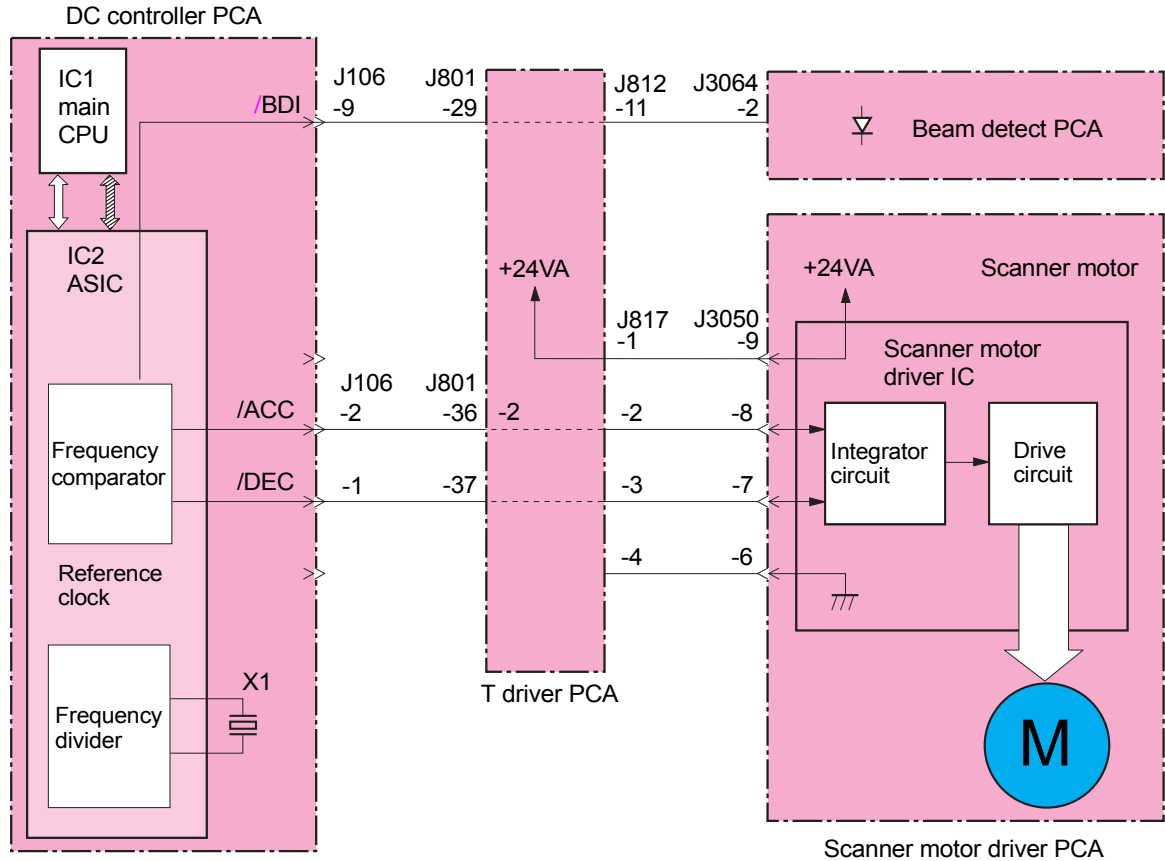 DC controller PCA
IC1
main
CPU
/BDI
J106
-9
J801
-29
J812
-11
J3064
-2
Beam detect PCA
IC2
ASIC
+24VA
+24VA
Scanner motor
J817
-1
J3050
-9
Scanner motor
driver IC
J106
J801
/ACC
-2
-36
-2
-2
-8
Frequency
comparator
Integrator
circuit
Drive
circuit
/DEC
-1
-37
-3
-7
-4
-6
Reference
clock
X1
T driver PCA
Frequency
divider
M
Scanner motor driver PCA